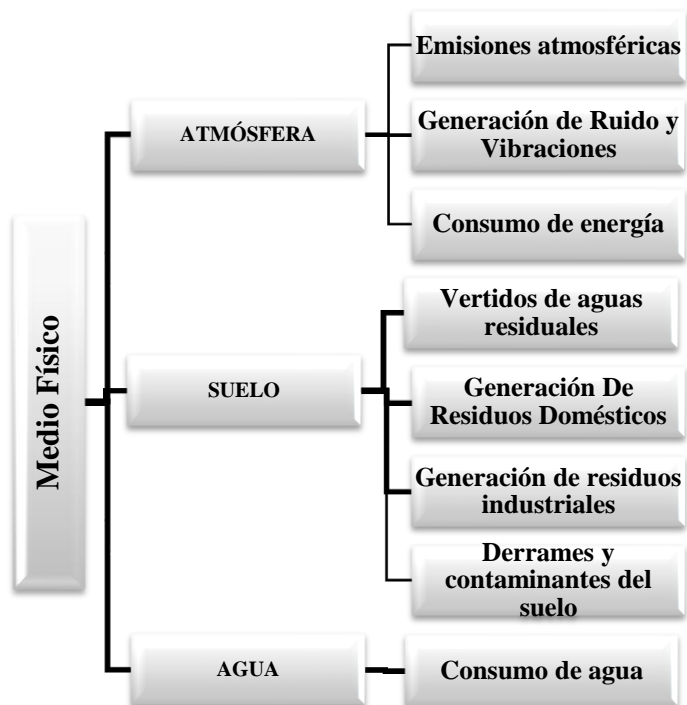 Medio Físico
ATMÓSFERA
Emisiones atmosféricas
Generación de Ruido y
Vibraciones
Consumo de energía
SUELO
Vertidos de aguas
residuales
Generación De
Residuos Domésticos
Generación de residuos
industriales
Derrames y
contaminantes del
suelo
AGUA
Consumo de agua